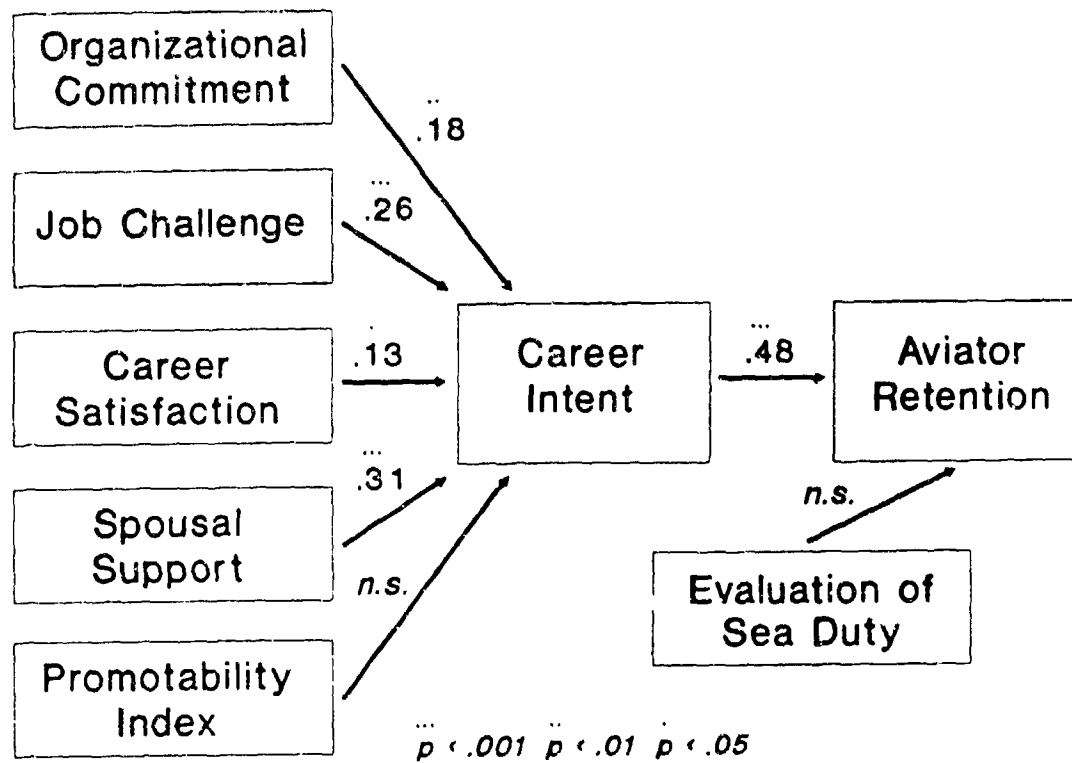 Organizational
Commitment
..
.18
Job Challenge
...
.26
Career
Satisfaction
.
.13
Career
Intent
...
.48
Aviator
Retention
Spousal
Support
...
.31
n.s.
n.s.
Evaluation of
Sea Duty
Promotability
Index
... p < .001 .. p < .01 . p < .05